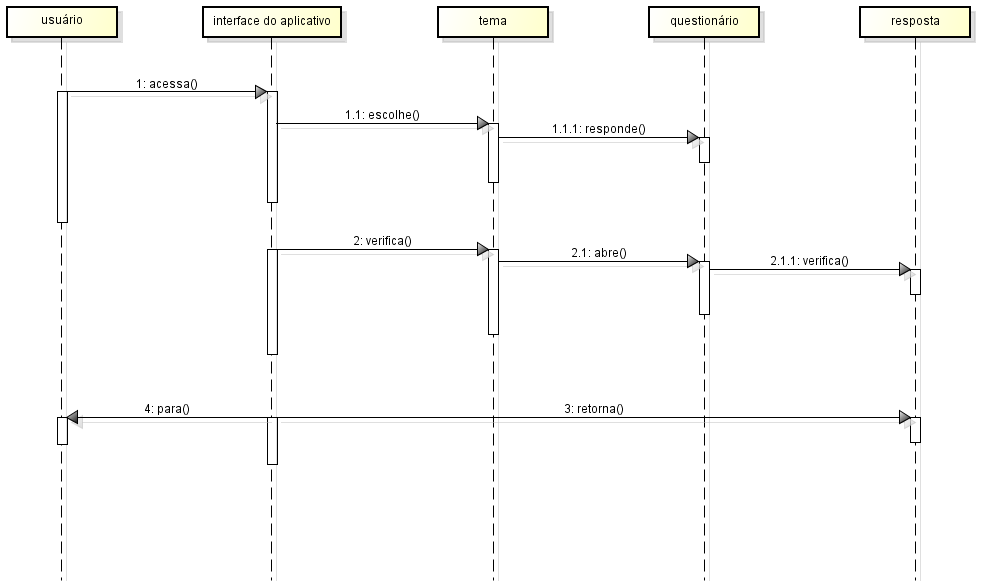 usuário
interface do aplicativo
tema
questionário
resposta
1: acessa()
1.1: escolhe()
1.1.1: responde()
2: verifica()
2.1: abre()
2.1.1: verifica()
4: para()
3: retorna()